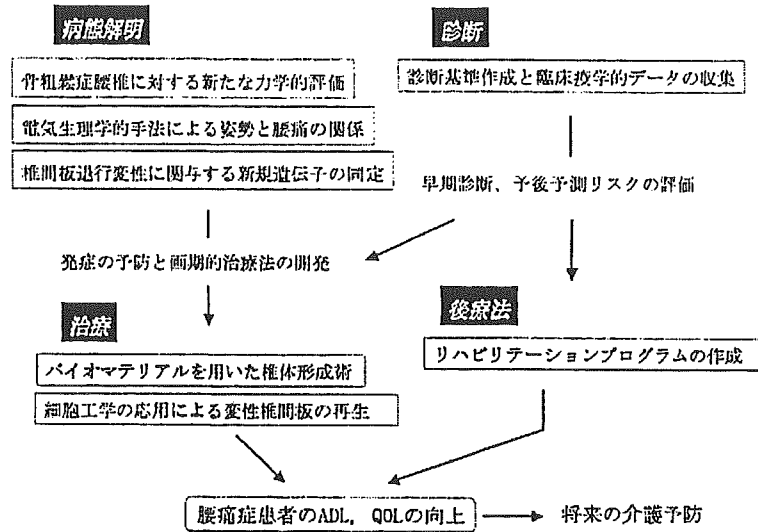 病態解明
骨粗鬆症腰椎に対する新たな力学的評価
電気生理学的手法による姿勢と腰痛の関係
椎間板退行変性に関与する新規遺伝子の同定
発症の予防と画期的治療法の開発
治療
バイオマテリアルを用いた椎体形成術
細胞工学の応用による変性椎間板の再生
診断
診断基準作成と臨床疫学的データの収集
早期診断、予後予測リスクの評価
後療法
リハビリテーションプログラムの作成
腰痛症患者のADL, QOLの向上
将来の介護予防